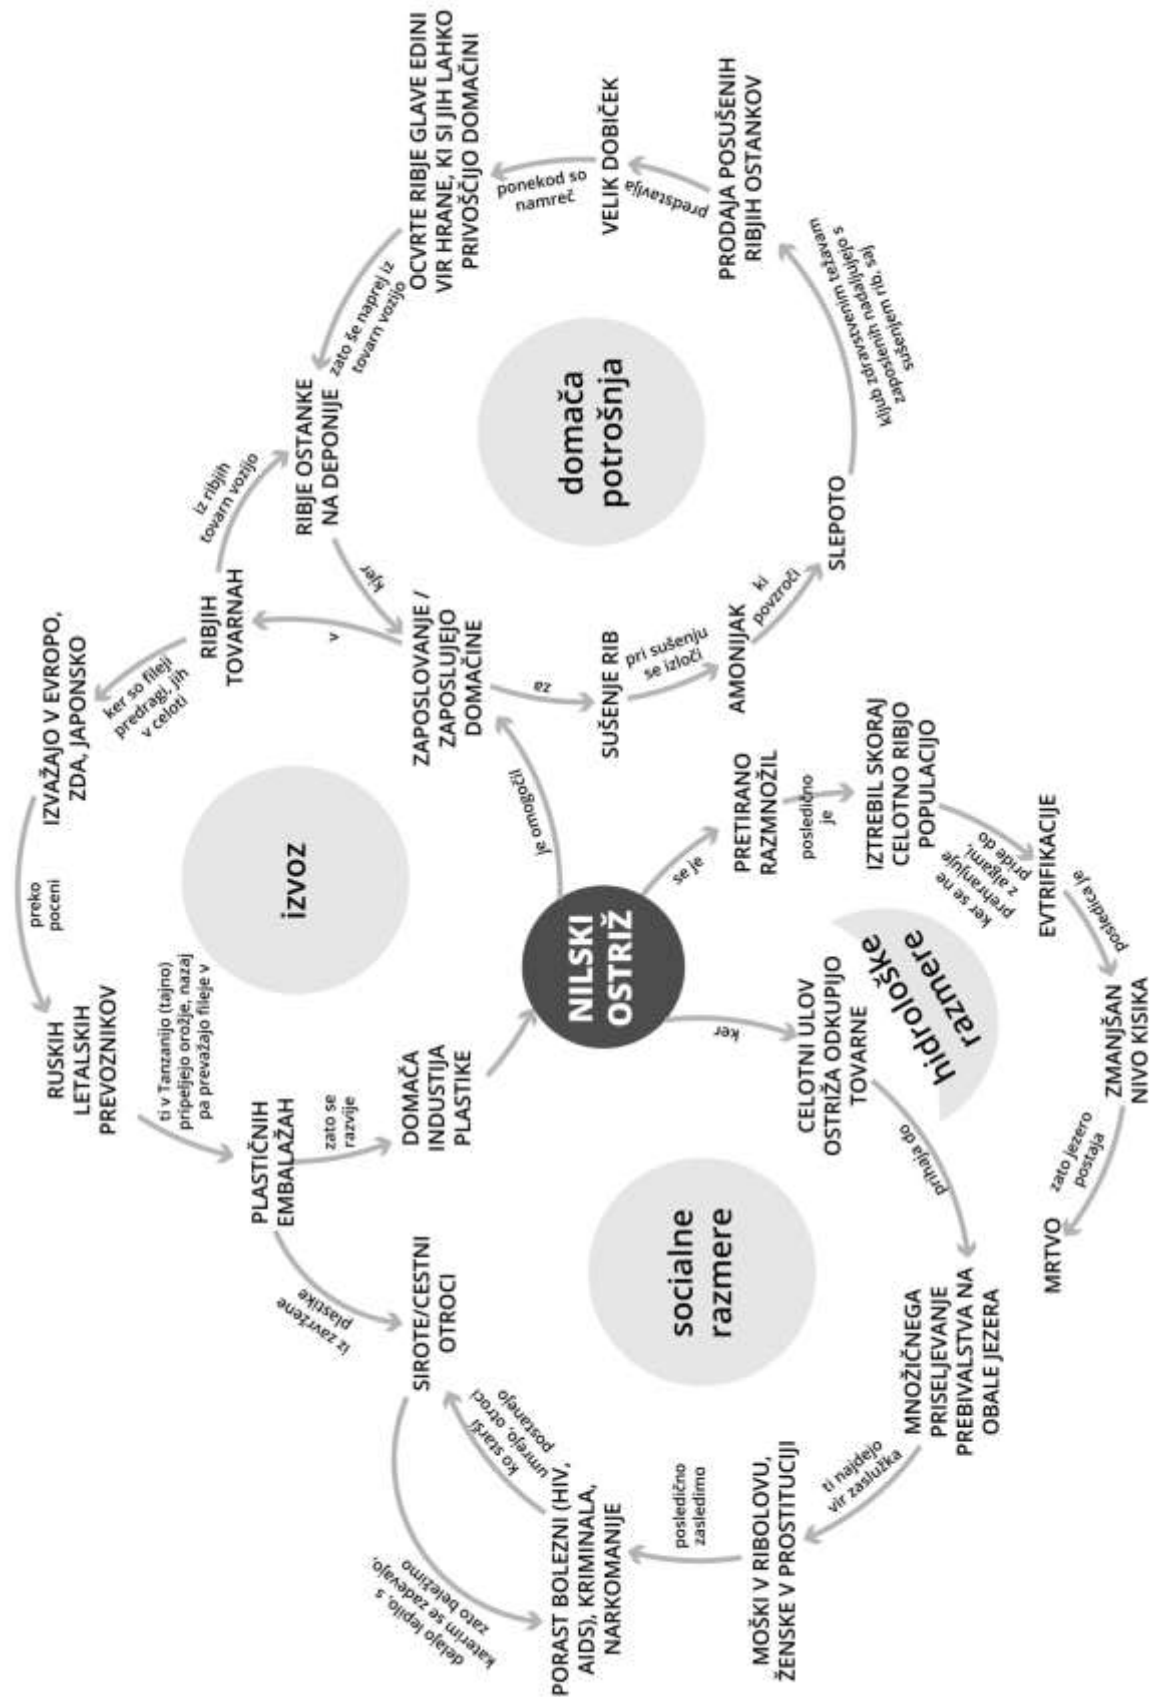 MRTVO
zato jezero
postaja
ZMANJŠAN
NIVO KISIKA
posledica je
EVTRIFIKACIJE
ker se ne
prehranjuje
z algami,
pride do
IZTREBIL SKORAJ
CELOTNO RIBJO
POPULACIJO
posledično
je
PRETIRANO
RAZMNOŽIL
se je
NILSKI
OSTRIŽ
hidrološke
razmere
ker
CELOTNI ULOV
OSTRIŽA ODKUPIJO
TOVARNE
prihaja do
MNOŽIČNEGA
PRISELJEVANJE
PREBIVALSTVA NA
OBALE JEZERA
ti najdejo
vir zaslužka
MOŠKI V RIBOLOVU,
ŽENSKE V PROSTITUCIJI
posledično
zasledimo
PORAST BOLEZNI (HIV,
AIDS), KRIMINALA,
NARKOMANIJE
ko starši
umrejo, otroci
postanejo
SIROTE/CESTNI
OTROCI
delajo lepilo, s
katerim se zadevajo,
zato beležimo
socialne
razmere
iz zavržene
plastike
PLASTIČNIH
EMBALAŽAH
zato se
razvije
DOMAČA
INDUSTIJA
PLASTIKE
ti v Tanzanijo (tajno)
pripeljejo orožje, nazaj
pa prevažajo fileje v
RUSKIH
LETALSKIH
PREVOZNIKOV
preko
poceni
IZVAŽAJO V EVROPO,
ZDA, JAPONSKO
ker so fileji
predragi, jih
v celoti
RIBJIH
TOVARNAH
izvoz
je omogočil
ZAPOSLOVANJE /
ZAPOSLUJEJO
DOMAČINE
v
iz ribjih
tovarn vozijo
RIBJE OSTANKE
NA DEPONIJE
kjer
za
SUŠENJE RIB
pri sušenju
se izloči
AMONIJAK
ki
povzroči
SLEPOTO
kljub zdravstvenim težavam
zaposlenih nadaljujejo s
sušenjem rib, saj
PRODAJA POSUŠENIH
RIBJIH OSTANKOV
predstavlja
VELIK DOBIČEK
ponekod so
namreč
OCVRTE RIBJE GLAVE EDINI
VIR HRANE, KI SI JIH LAHKO
PRIVOŠČIJO DOMAČINI
zato še naprej iz
tovarn vozijo
domača
potrošnja